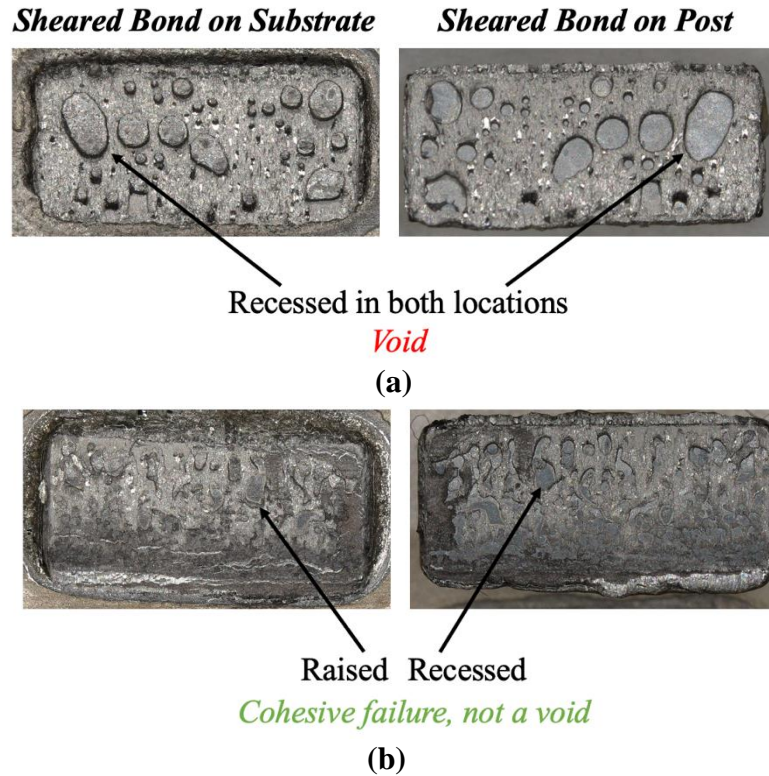 Sheared Bond on Substrate
Sheared Bond on Post
Recessed in both locations
Void
(a)
Raised Recessed
Cohesive failure, not a void
(b)